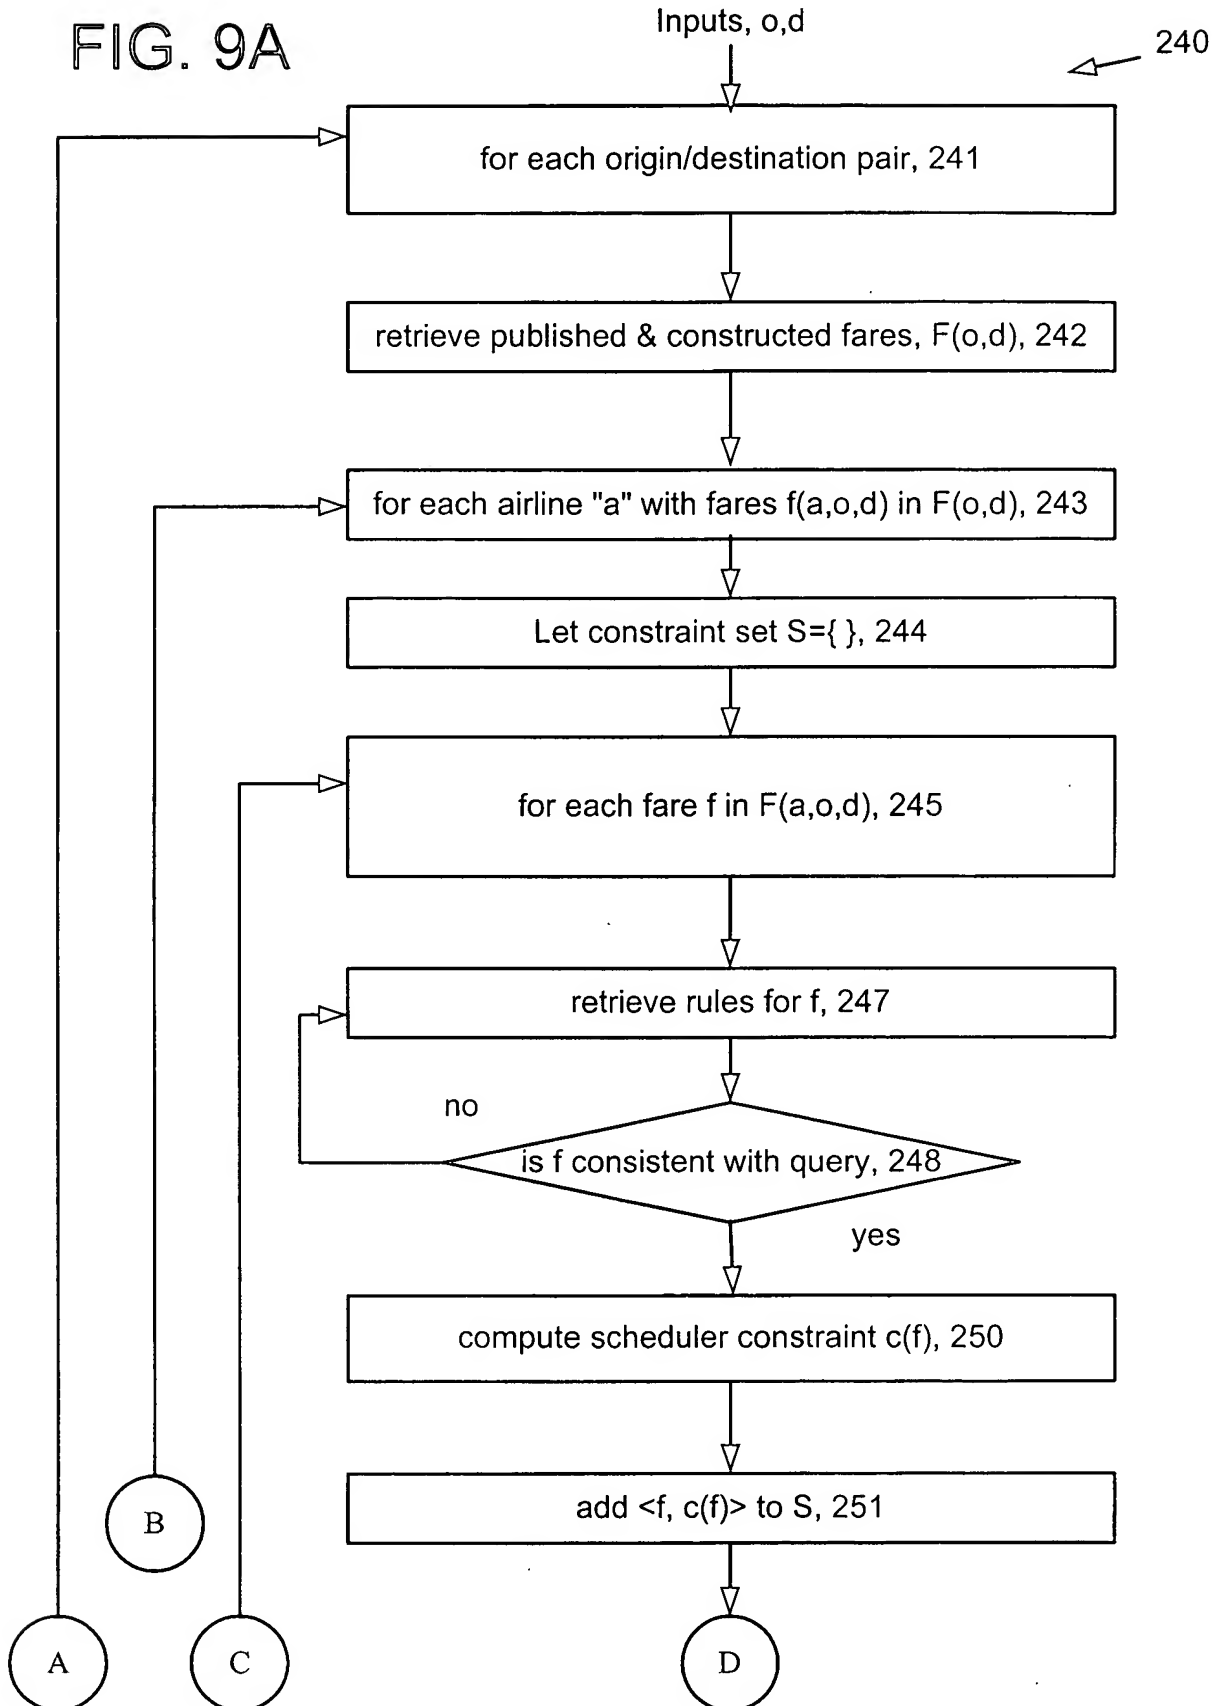 FIG. 9A
Inputs, o,d
240
for each origin/destination pair, 241
retrieve published & constructed fares, F(o,d), 242
for each airline "a" with fares f(a,o,d) in F(o,d), 243
Let constraint set S={ }, 244
for each fare f in F(a,o,d), 245
retrieve rules for f, 247
no
is f consistent with query, 248
yes
compute scheduler constraint c(f), 250
add <f, c(f)> to S, 251
B
A
C
D